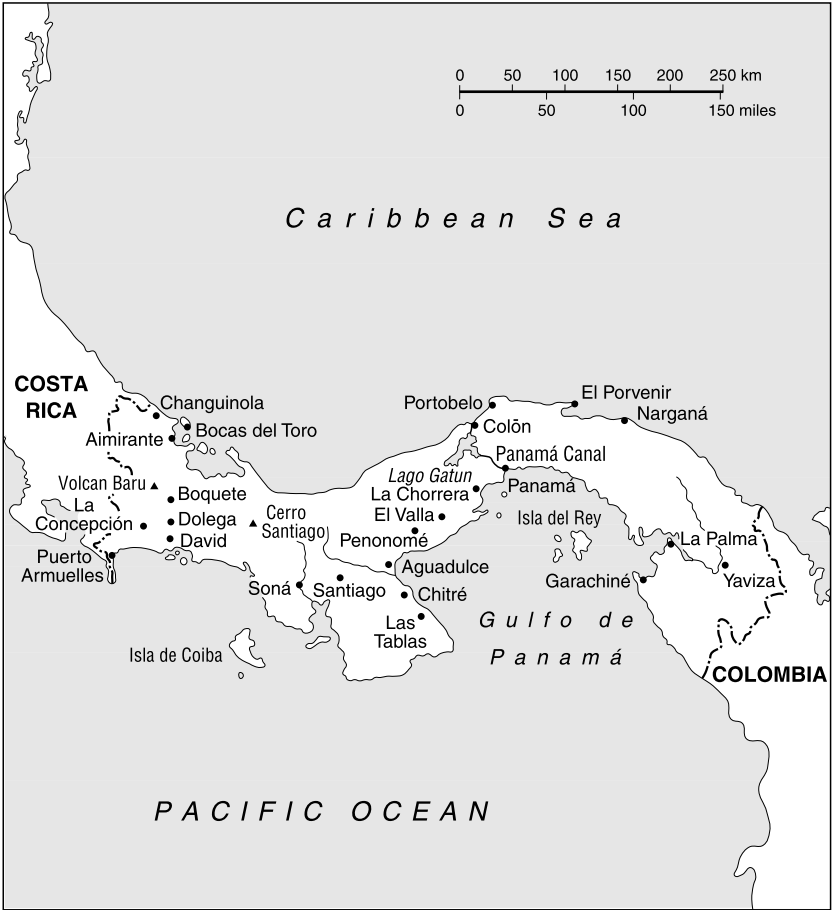 0 50 100 150 200 250 km
0 50 100 150 miles
Caribbean Sea
COSTA
RICA
Changuinola
Bocas del Toro
Aimirante
Volcan Baru
Boquete
La
Concepción
Dolega
David
Puerto
Armuelles
Cerro
Santiago
Soná
Santiago
Isla de Coiba
Portobelo
Colōn
El Porvenir
Narganá
Panamá Canal
Lago Gatun
Panamá
La Chorrera
El Valla
Penonomé
Aguadulce
Chitré
Las
Tablas
Isla del Rey
La Palma
Garachiné
Yaviza
Gulfo de
Panamá
COLOMBIA
PACIFIC OCEAN